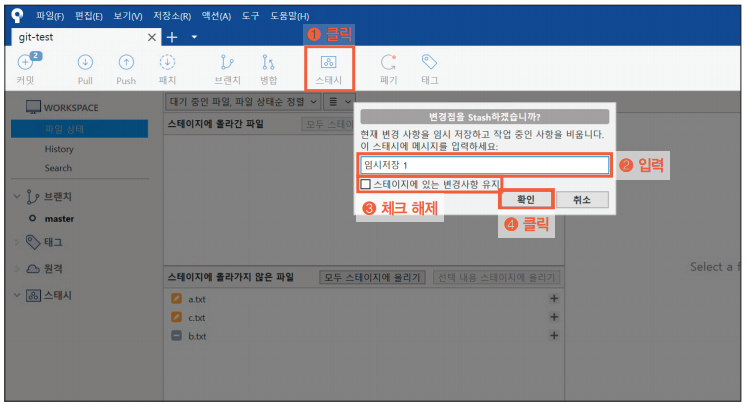 파일(F) 편집(E) 보기(V) 저장소(R) 액션(A) 도구 도움말(H)
git-test
❶ 클릭
2
커밋 Pull Push 패치 브랜치 병합 스태시 폐기 태그
WORKSPACE
파일 상태
History
Search
브랜치
master
태그
원격
스태시
대기 중인 파일, 파일 상태순 정렬
스테이지에 올라간 파일 모두 스테이
변경점을 Stash하겠습니까?
현재 변경 사항을 임시 저장하고 작업 중인 사항을 비웁니다.
이 스태시에 메시지를 입력하세요:
임시저장 1
❷ 입력
스테이지에 있는 변경사항 유지
❸ 체크 해제
확인 취소
❹ 클릭
Select a f
스테이지에 올라가지 않은 파일 모두 스테이지에 올리기 선택 내용 스테이지에 올리기
a.txt
c.txt
b.txt